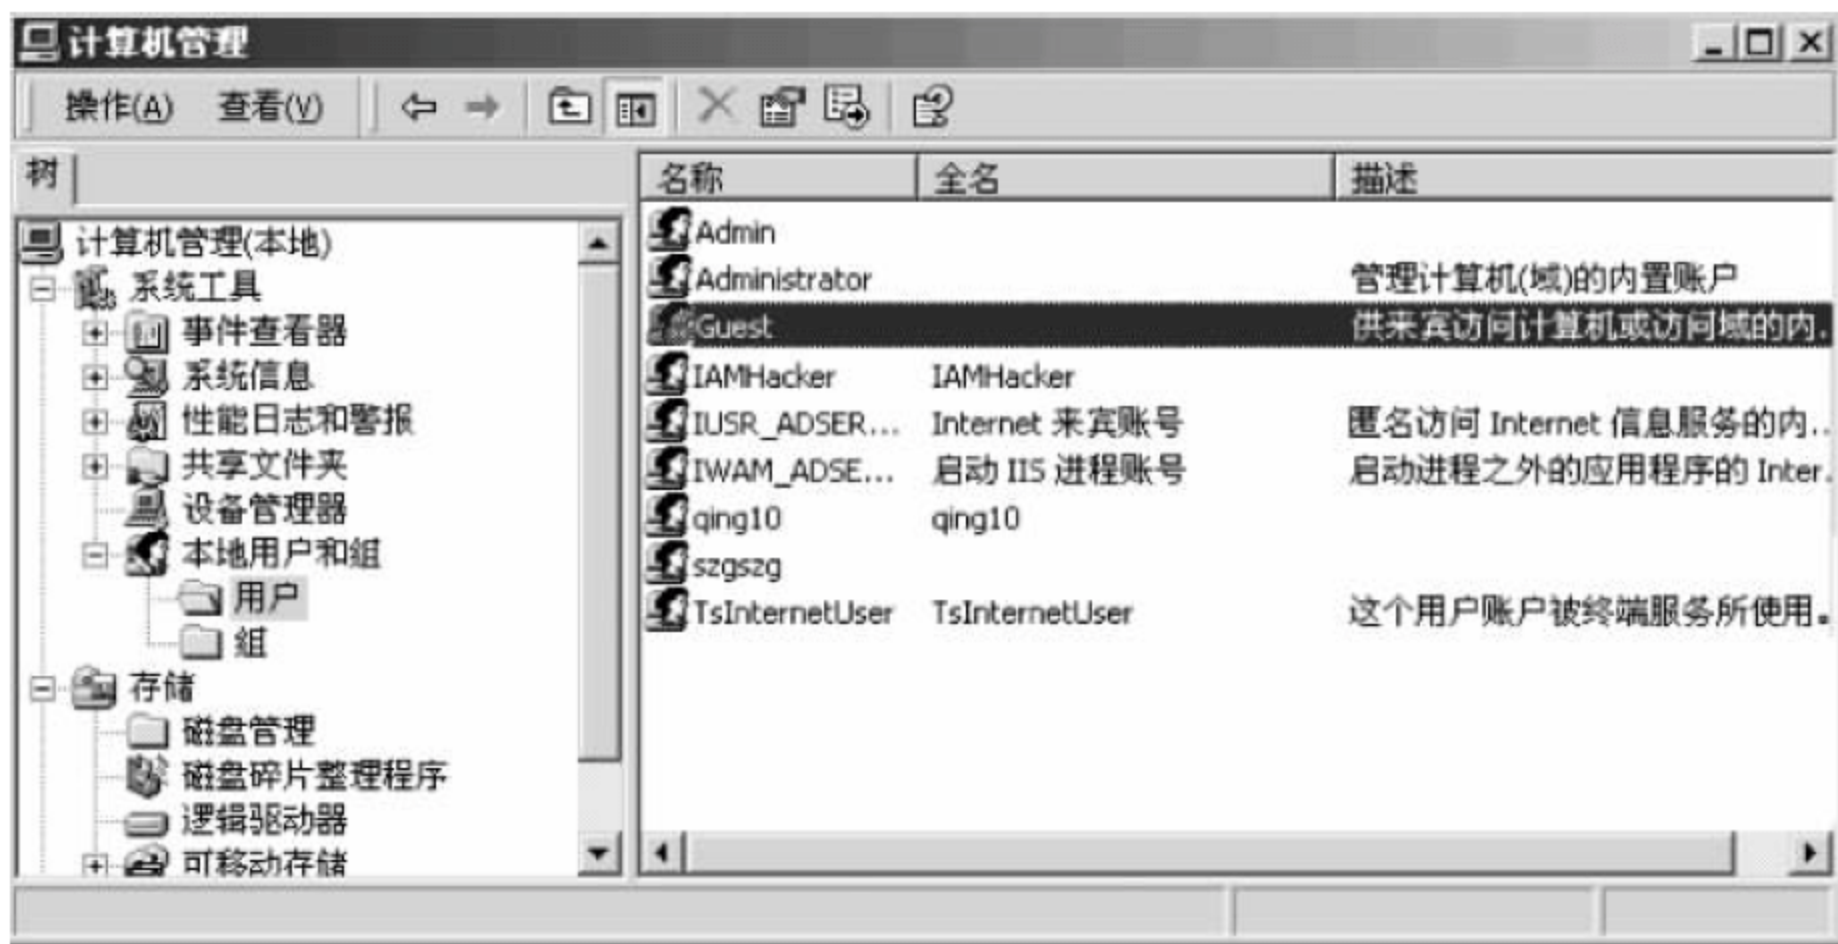 计算机管理
操作(A) 查看(V)
树
名称 全名 描述
计算机管理(本地)
系统工具
事件查看器
系统信息
性能日志和警报
共享文件夹
设备管理器
本地用户和组
用户
组
存储
磁盘管理
磁盘碎片整理程序
逻辑驱动器
可移动存储
Admin
Administrator 管理计算机(域)的内置账户
Guest 供来宾访问计算机或访问域的内.
IAMHacker IAMHacker
IUSR_ADSER... Internet 来宾账号 匿名访问 Internet 信息服务的内..
IWAM_ADSE... 启动 IIS 进程账号 启动进程之外的应用程序的 Inter.
qing10 qing10
szgszg
TsInternetUser TsInternetUser 这个用户账户被终端服务所使用。